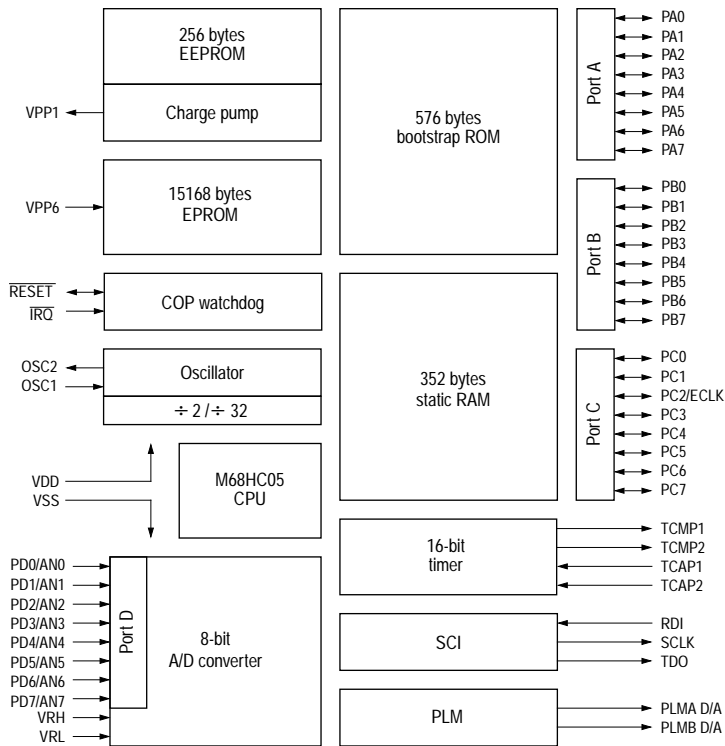 256 bytes
EEPROM
Charge pump
VPP1
15168 bytes
EPROM
VPP6
COP watchdog
RESET
IRQ
Oscillator
÷ 2 / ÷ 32
OSC2
OSC1
M68HC05
CPU
VDD
VSS
PD0/AN0
PD1/AN1
PD2/AN2
PD3/AN3
PD4/AN4
PD5/AN5
PD6/AN6
PD7/AN7
VRH
VRL
Port D
8-bit
A/D converter
576 bytes
bootstrap ROM
352 bytes
static RAM
16-bit
timer
SCI
PLM
Port A
PA0
PA1
PA2
PA3
PA4
PA5
PA6
PA7
Port B
PB0
PB1
PB2
PB3
PB4
PB5
PB6
PB7
Port C
PC0
PC1
PC2/ECLK
PC3
PC4
PC5
PC6
PC7
TCMP1
TCMP2
TCAP1
TCAP2
RDI
SCLK
TDO
PLMA D/A
PLMB D/A